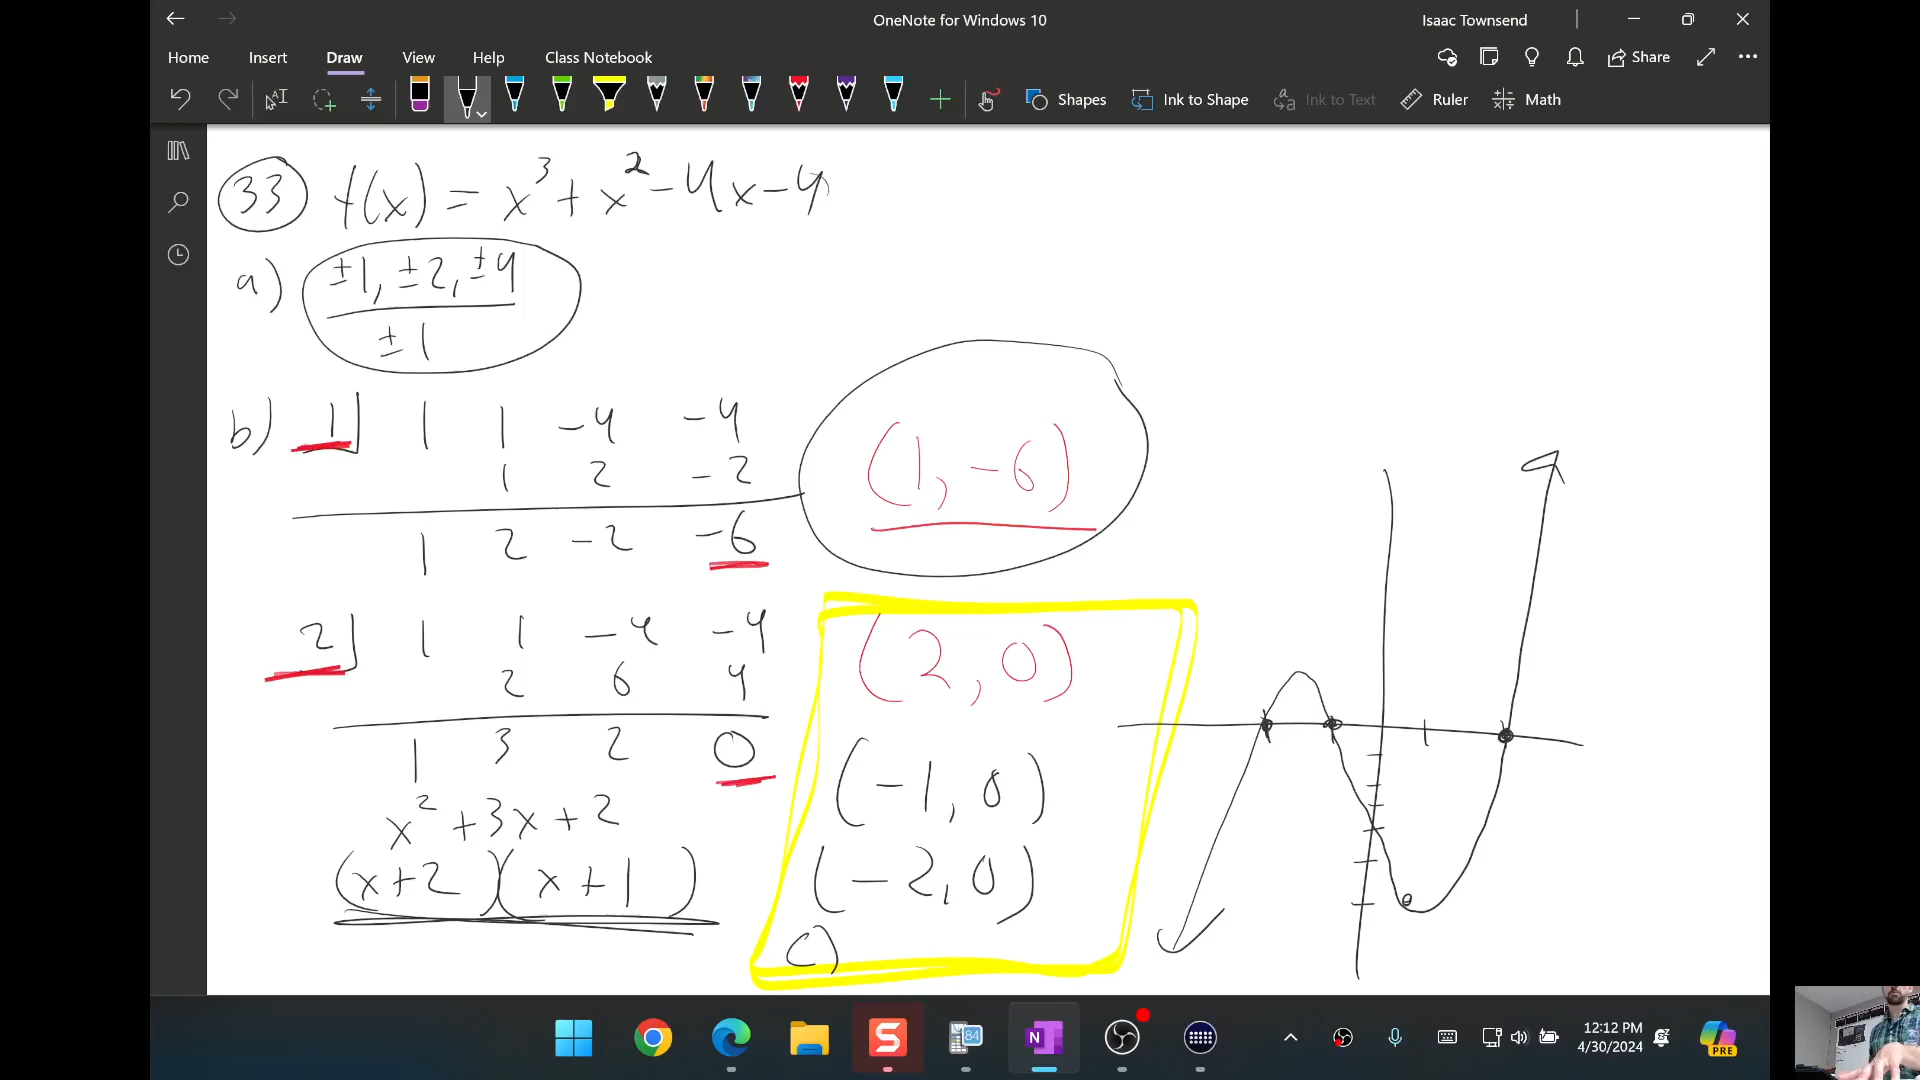 OneNote for Windows 10
Isaac Townsend
Home Insert Draw View Help Class Notebook
Share
Shapes Ink to Shape Ink to Text Ruler Math
33 f(x) = x³ + x² - 4x - 4
a) ±1, ±2, ±4
±1
b) 1 1 1 -4 -4
1 2 -2
1 2 -2 -6
(1, -6)
2 1 1 -4 -4
2 6 4
1 3 2 0
x² + 3x + 2
(x+2)(x+1)
(2, 0)
(-1, 0)
(-2, 0)
c)
84
N
12:12 PM
4/30/2024
PRE